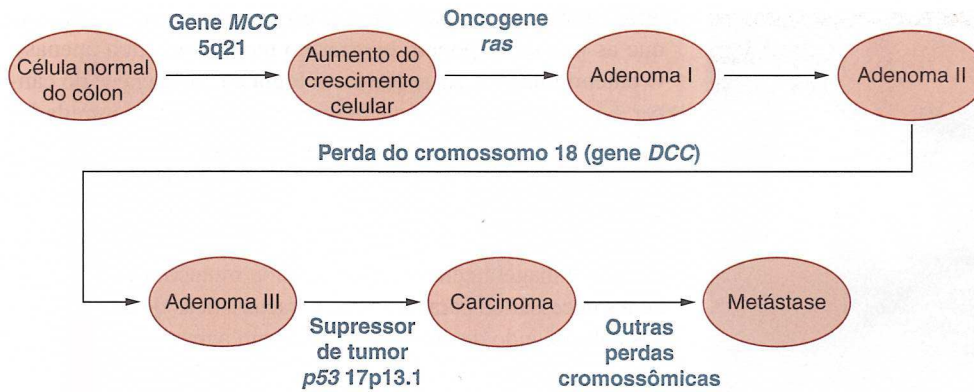 Gene MCC
5q21
Oncogene
ras
Célula normal
do cólon
Aumento do
crescimento
celular
Adenoma I
Adenoma II
Perda do cromossomo 18 (gene DCC)
Adenoma III
Carcinoma
Metástase
Supressor
de tumor
p53 17p13.1
Outras
perdas
cromossômicas